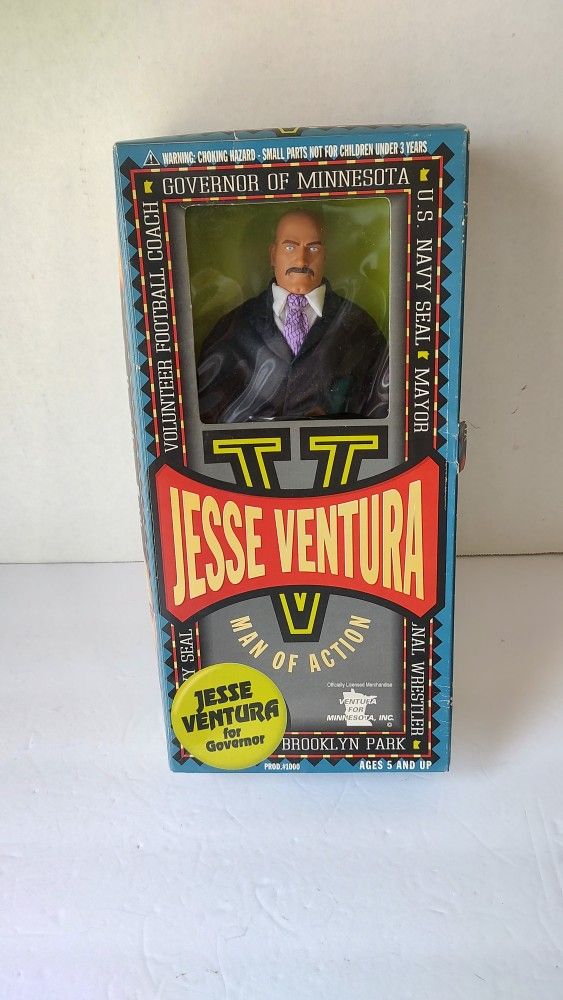 WARNING: CHOKING HAZARD - SMALL PARTS NOT FOR CHILDREN UNDER 3 YEARS
GOVERNOR OF MINNESOTA
VOLUNTEER FOOTBALL COACH
U.S. NAVY SEAL
MAYOR
JESSE VENTURA
V
MAN OF ACTION
SEAL
WRESTLER
Officially Licensed Merchandise
VENTURA
FOR
MINNESOTA, INC.
JESSE
VENTURA
for
Governor
BROOKLYN PARK
PROD.#1000
AGES 5 AND UP